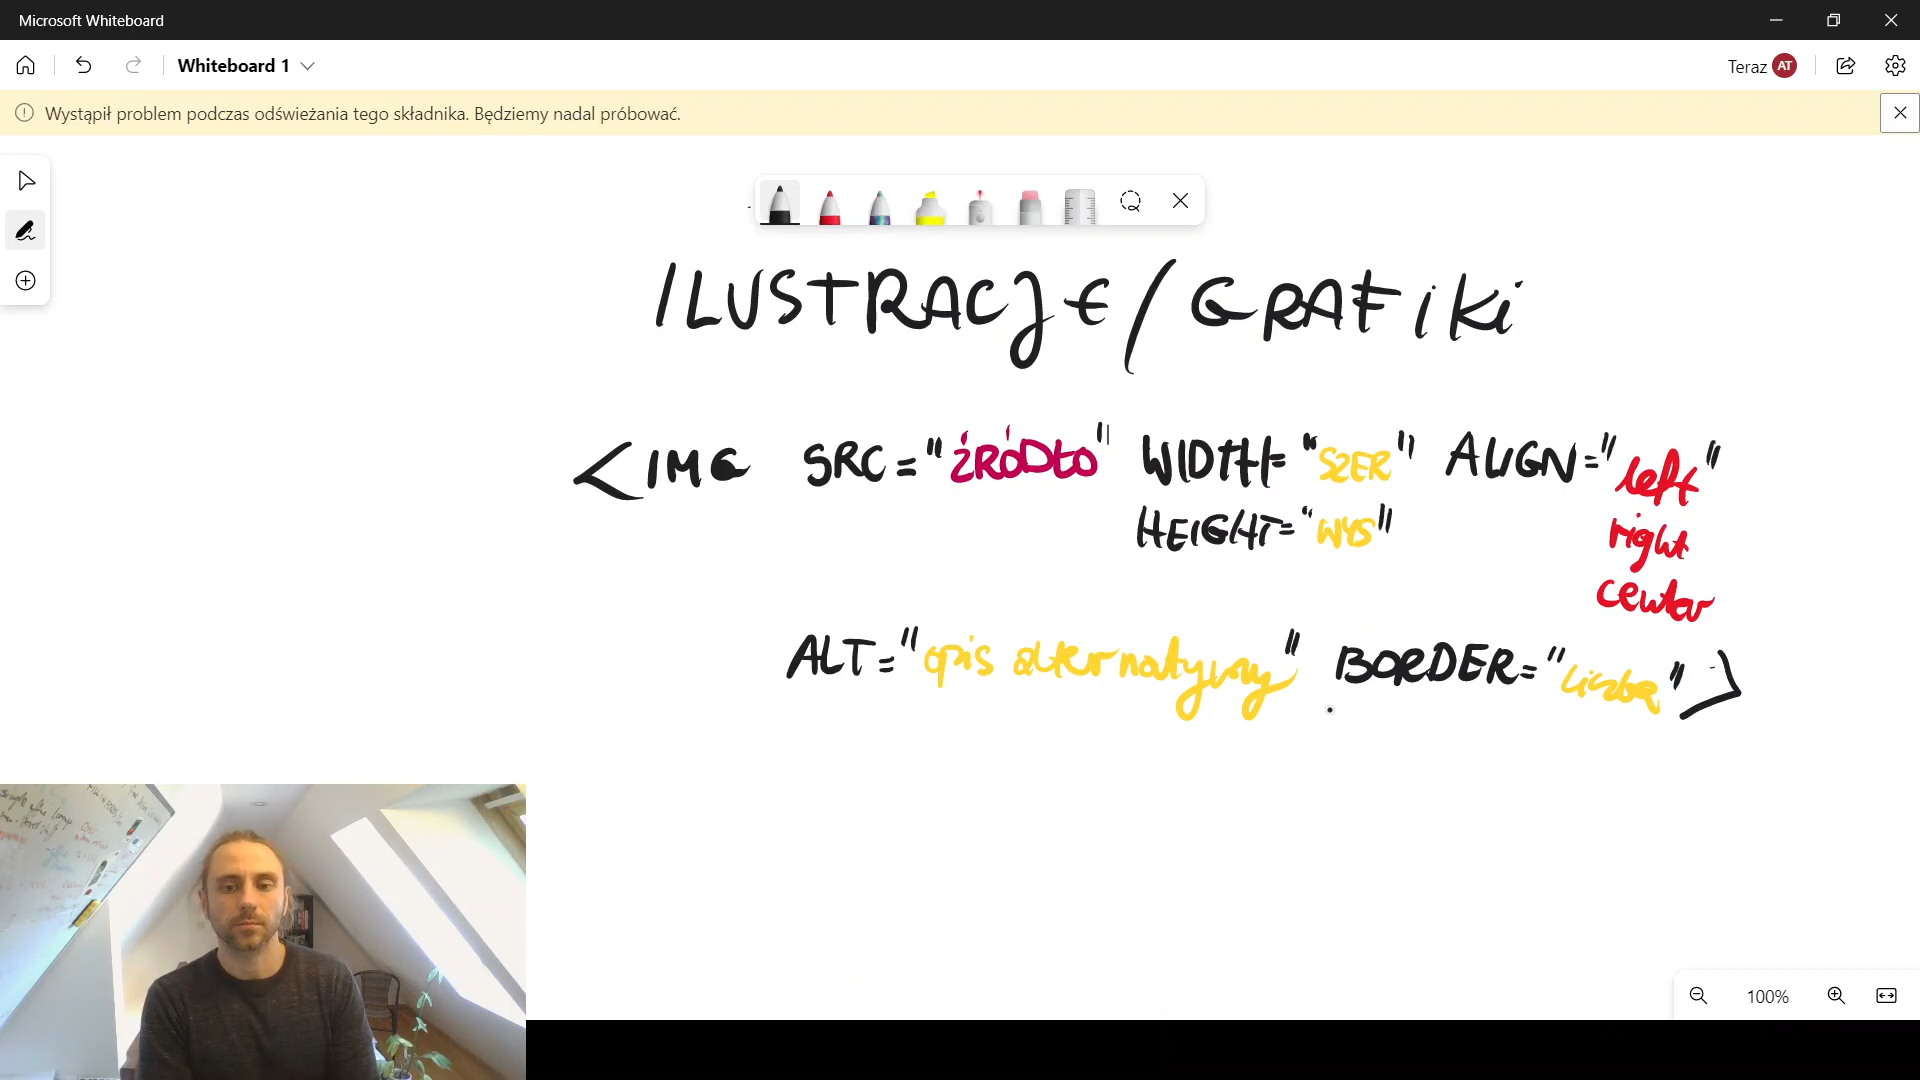 Microsoft Whiteboard
Whiteboard 1
Teraz AT
Wystąpił problem podczas odświeżania tego składnika. Będziemy nadal próbować.
ILUSTRACJE / GRAFIKI
<IMG SRC="ŹRÓDŁO" WIDTH="SZER" ALIGN="left"
HEIGHT="WYS" right
center
ALT="opis alternatywny" BORDER="liczba">
100%